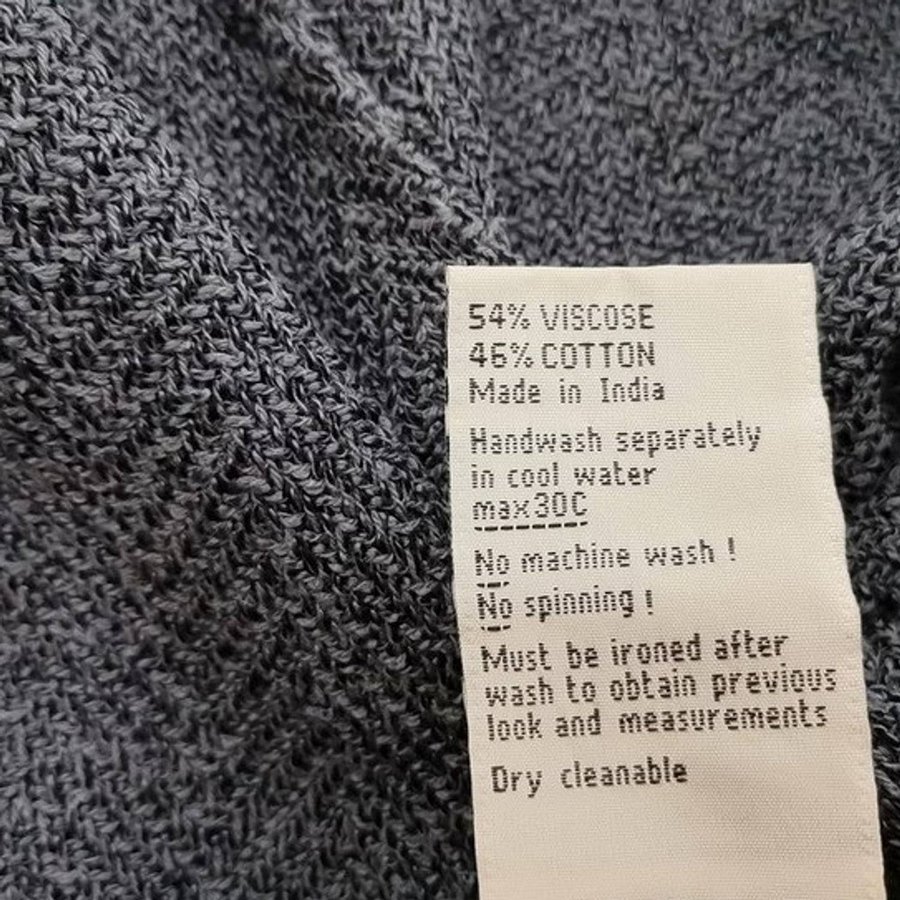 54% VISCOSE
46% COTTON
Made in India
Handwash separately
in cool water
max30C
No machine wash !
No spinning !
Must be ironed after
wash to obtain previous
look and measurements
Dry cleanable